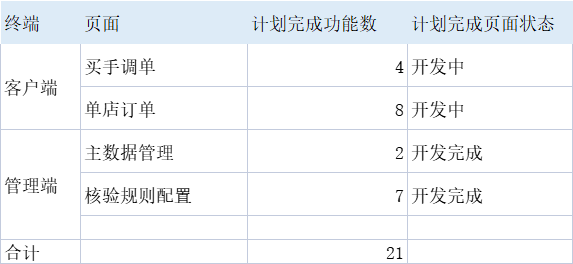 终端 页面 计划完成功能数 计划完成页面状态
客户端 买手调单 4 开发中
单店订单 8 开发中
管理端 主数据管理 2 开发完成
核验规则配置 7 开发完成
合计 21